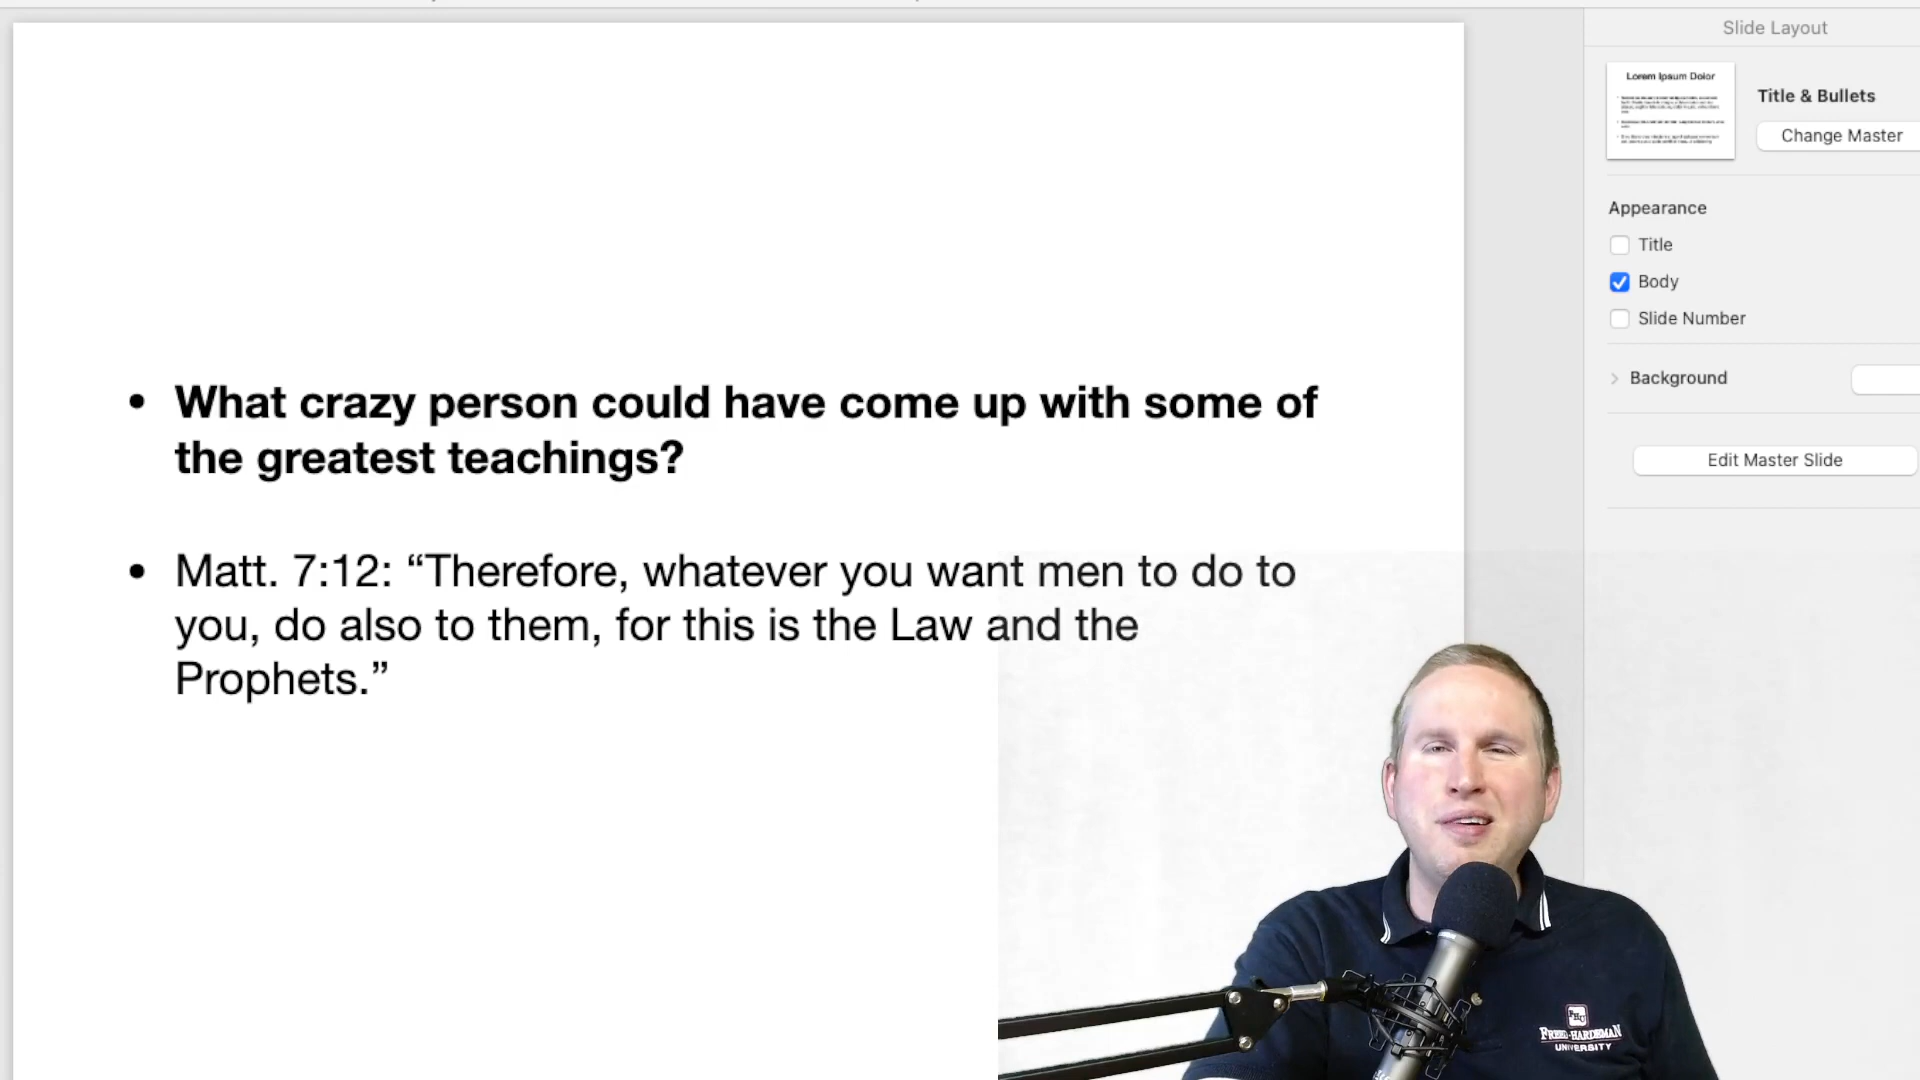 Slide Layout
Lorem Ipsum Dolor
Title & Bullets
Change Master
Appearance
Title
Body
Slide Number
Background
Edit Master Slide
• What crazy person could have come up with some of
the greatest teachings?
• Matt. 7:12: “Therefore, whatever you want men to do to
you, do also to them, for this is the Law and the
Prophets.”
FHU
FREED-HARDEMAN
UNIVERSITY